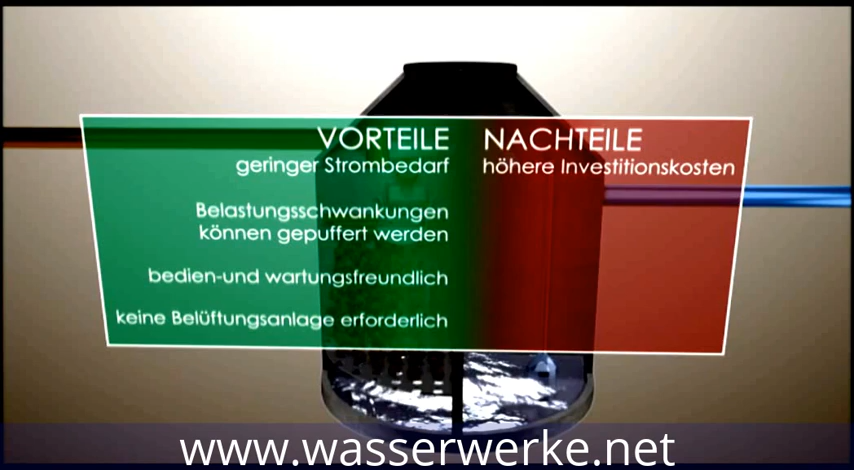 VORTEILE
geringer Strombedarf
Belastungsschwankungen
können gepuffert werden
bedien-und wartungsfreundlich
keine Belüftungsanlage erforderlich
NACHTEILE
höhere Investitionskosten
www.wasserwerke.net